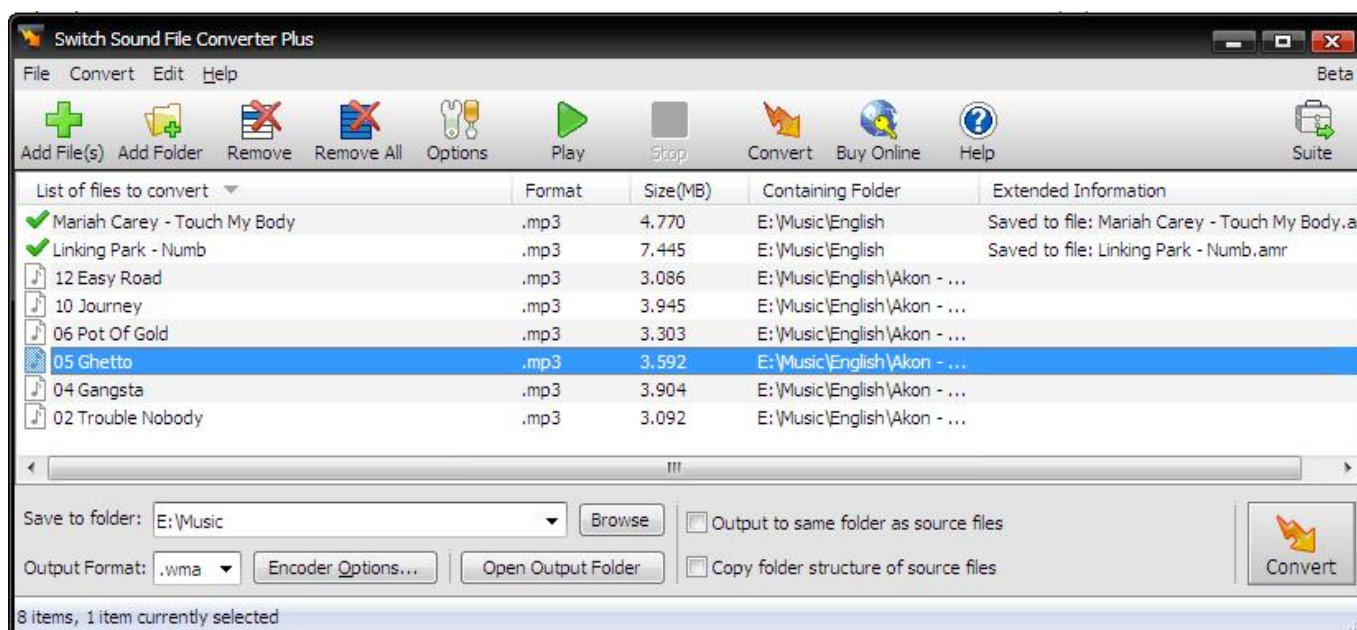 Switch Sound File Converter Plus
File Convert Edit Help Beta
Add File(s) Add Folder Remove Remove All Options Play Stop Convert Buy Online Help Suite
List of files to convert Format Size(MB) Containing Folder Extended Information
Mariah Carey - Touch My Body .mp3 4.770 E:\Music\English Saved to file: Mariah Carey - Touch My Body.a
Linking Park - Numb .mp3 7.445 E:\Music\English Saved to file: Linking Park - Numb.amr
12 Easy Road .mp3 3.086 E:\Music\English\Akon - ...
10 Journey .mp3 3.945 E:\Music\English\Akon - ...
06 Pot Of Gold .mp3 3.303 E:\Music\English\Akon - ...
05 Ghetto .mp3 3.592 E:\Music\English\Akon - ...
04 Gangsta .mp3 3.904 E:\Music\English\Akon - ...
02 Trouble Nobody .mp3 3.092 E:\Music\English\Akon - ...
Save to folder: E:\Music Browse Output to same folder as source files
Output Format: .wma Encoder Options... Open Output Folder Copy folder structure of source files Convert
8 items, 1 item currently selected